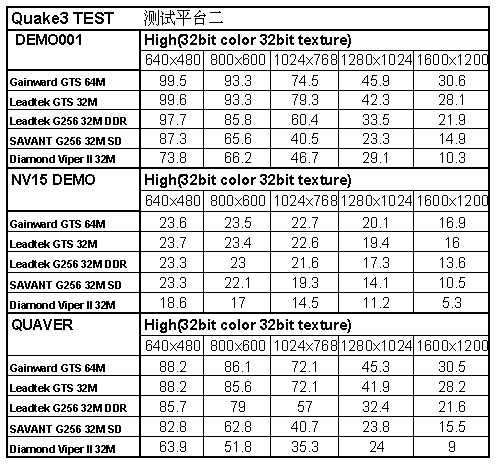 Quake3 TEST 测试平台二
DEMO001 High(32bit color 32bit texture)
640x480 800x600 1024x768 1280x1024 1600x1200
Gainward GTS 64M 99.5 93.3 74.5 45.9 30.6
Leadtek GTS 32M 99.6 93.3 79.3 42.3 28.1
Leadtek G256 32M DDR 97.7 85.8 60.4 33.5 21.9
SAVANT G256 32M SD 87.3 65.6 40.5 23.3 14.9
Diamond Viper II 32M 73.8 66.2 46.7 29.1 10.3
NV15 DEMO High(32bit color 32bit texture)
640x480 800x600 1024x768 1280x1024 1600x1200
Gainward GTS 64M 23.6 23.5 22.7 20.1 16.9
Leadtek GTS 32M 23.7 23.4 22.6 19.4 16
Leadtek G256 32M DDR 23.3 23 21.6 17.3 13.6
SAVANT G256 32M SD 23.3 22.1 19.3 14.1 10.5
Diamond Viper II 32M 18.6 17 14.5 11.2 5.3
QUAVER High(32bit color 32bit texture)
640x480 800x600 1024x768 1280x1024 1600x1200
Gainward GTS 64M 88.2 86.1 72.1 45.3 30.5
Leadtek GTS 32M 88.2 85.6 72.1 41.9 28.2
Leadtek G256 32M DDR 85.7 79 57 32.4 21.6
SAVANT G256 32M SD 82.8 62.8 40.7 23.8 15.5
Diamond Viper II 32M 63.9 51.8 35.3 24 9